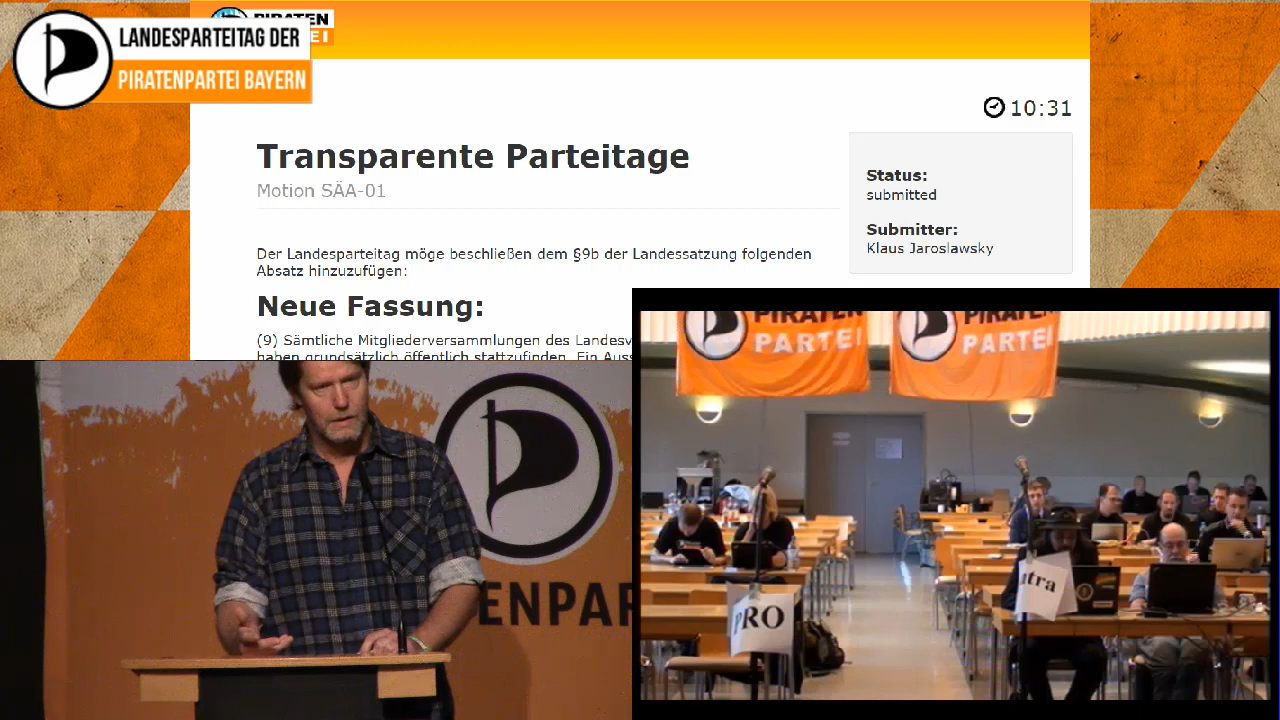 PIRATEN
LANDESPARTEITAG DER
PIRATENPARTEI BAYERN
10:31
Transparente Parteitage
Motion SÄA-01
Status:
submitted
Submitter:
Klaus Jaroslawsky
Der Landesparteitag möge beschließen dem §9b der Landessatzung folgenden
Absatz hinzuzufügen:
Neue Fassung:
(9) Sämtliche Mitgliederversammlungen des Landesv
haben grundsätzlich öffentlich stattzufinden. Ein Auss
PIRATEN
PARTEI
PIRATEN
PARTEI
ENPAR
PRO
ntra